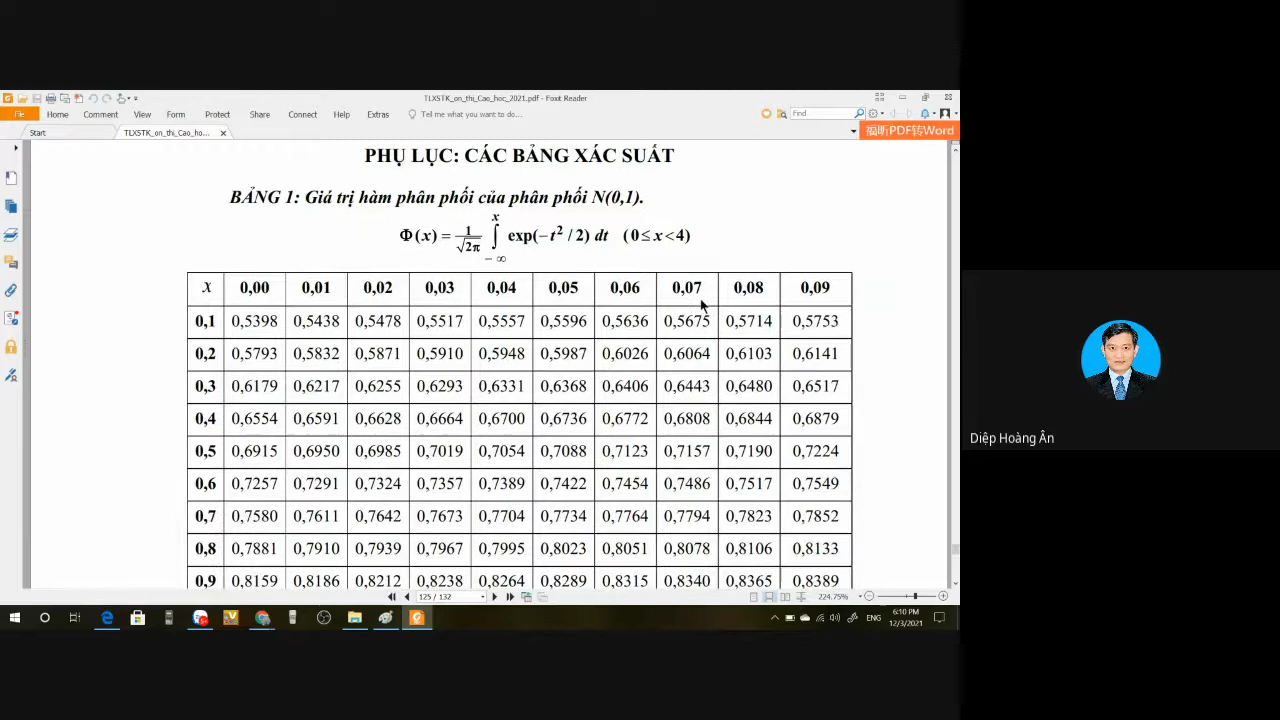 TLXSTK_on_thi_Cao_hoc_2021.pdf - Foxit Reader
File Home Comment View Form Protect Share Connect Help Extras Tell me what you want to do... Find
Start TLXSTK_on_thi_Cao_ho... 福昕PDF转Word
PHỤ LỤC: CÁC BẢNG XÁC SUẤT
BẢNG 1: Giá trị hàm phân phối của phân phối N(0,1).
Φ(x) = 1/√2π ∫_{-∞}^{x} exp(-t² / 2) dt (0 ≤ x < 4)
x 0,00 0,01 0,02 0,03 0,04 0,05 0,06 0,07 0,08 0,09
0,1 0,5398 0,5438 0,5478 0,5517 0,5557 0,5596 0,5636 0,5675 0,5714 0,5753
0,2 0,5793 0,5832 0,5871 0,5910 0,5948 0,5987 0,6026 0,6064 0,6103 0,6141
0,3 0,6179 0,6217 0,6255 0,6293 0,6331 0,6368 0,6406 0,6443 0,6480 0,6517
0,4 0,6554 0,6591 0,6628 0,6664 0,6700 0,6736 0,6772 0,6808 0,6844 0,6879
0,5 0,6915 0,6950 0,6985 0,7019 0,7054 0,7088 0,7123 0,7157 0,7190 0,7224
0,6 0,7257 0,7291 0,7324 0,7357 0,7389 0,7422 0,7454 0,7486 0,7517 0,7549
0,7 0,7580 0,7611 0,7642 0,7673 0,7704 0,7734 0,7764 0,7794 0,7823 0,7852
0,8 0,7881 0,7910 0,7939 0,7967 0,7995 0,8023 0,8051 0,8078 0,8106 0,8133
0,9 0,8159 0,8186 0,8212 0,8238 0,8264 0,8289 0,8315 0,8340 0,8365 0,8389
Diệp Hoàng Ân
125 / 132 224.75%
ENG 6:10 PM
12/3/2021